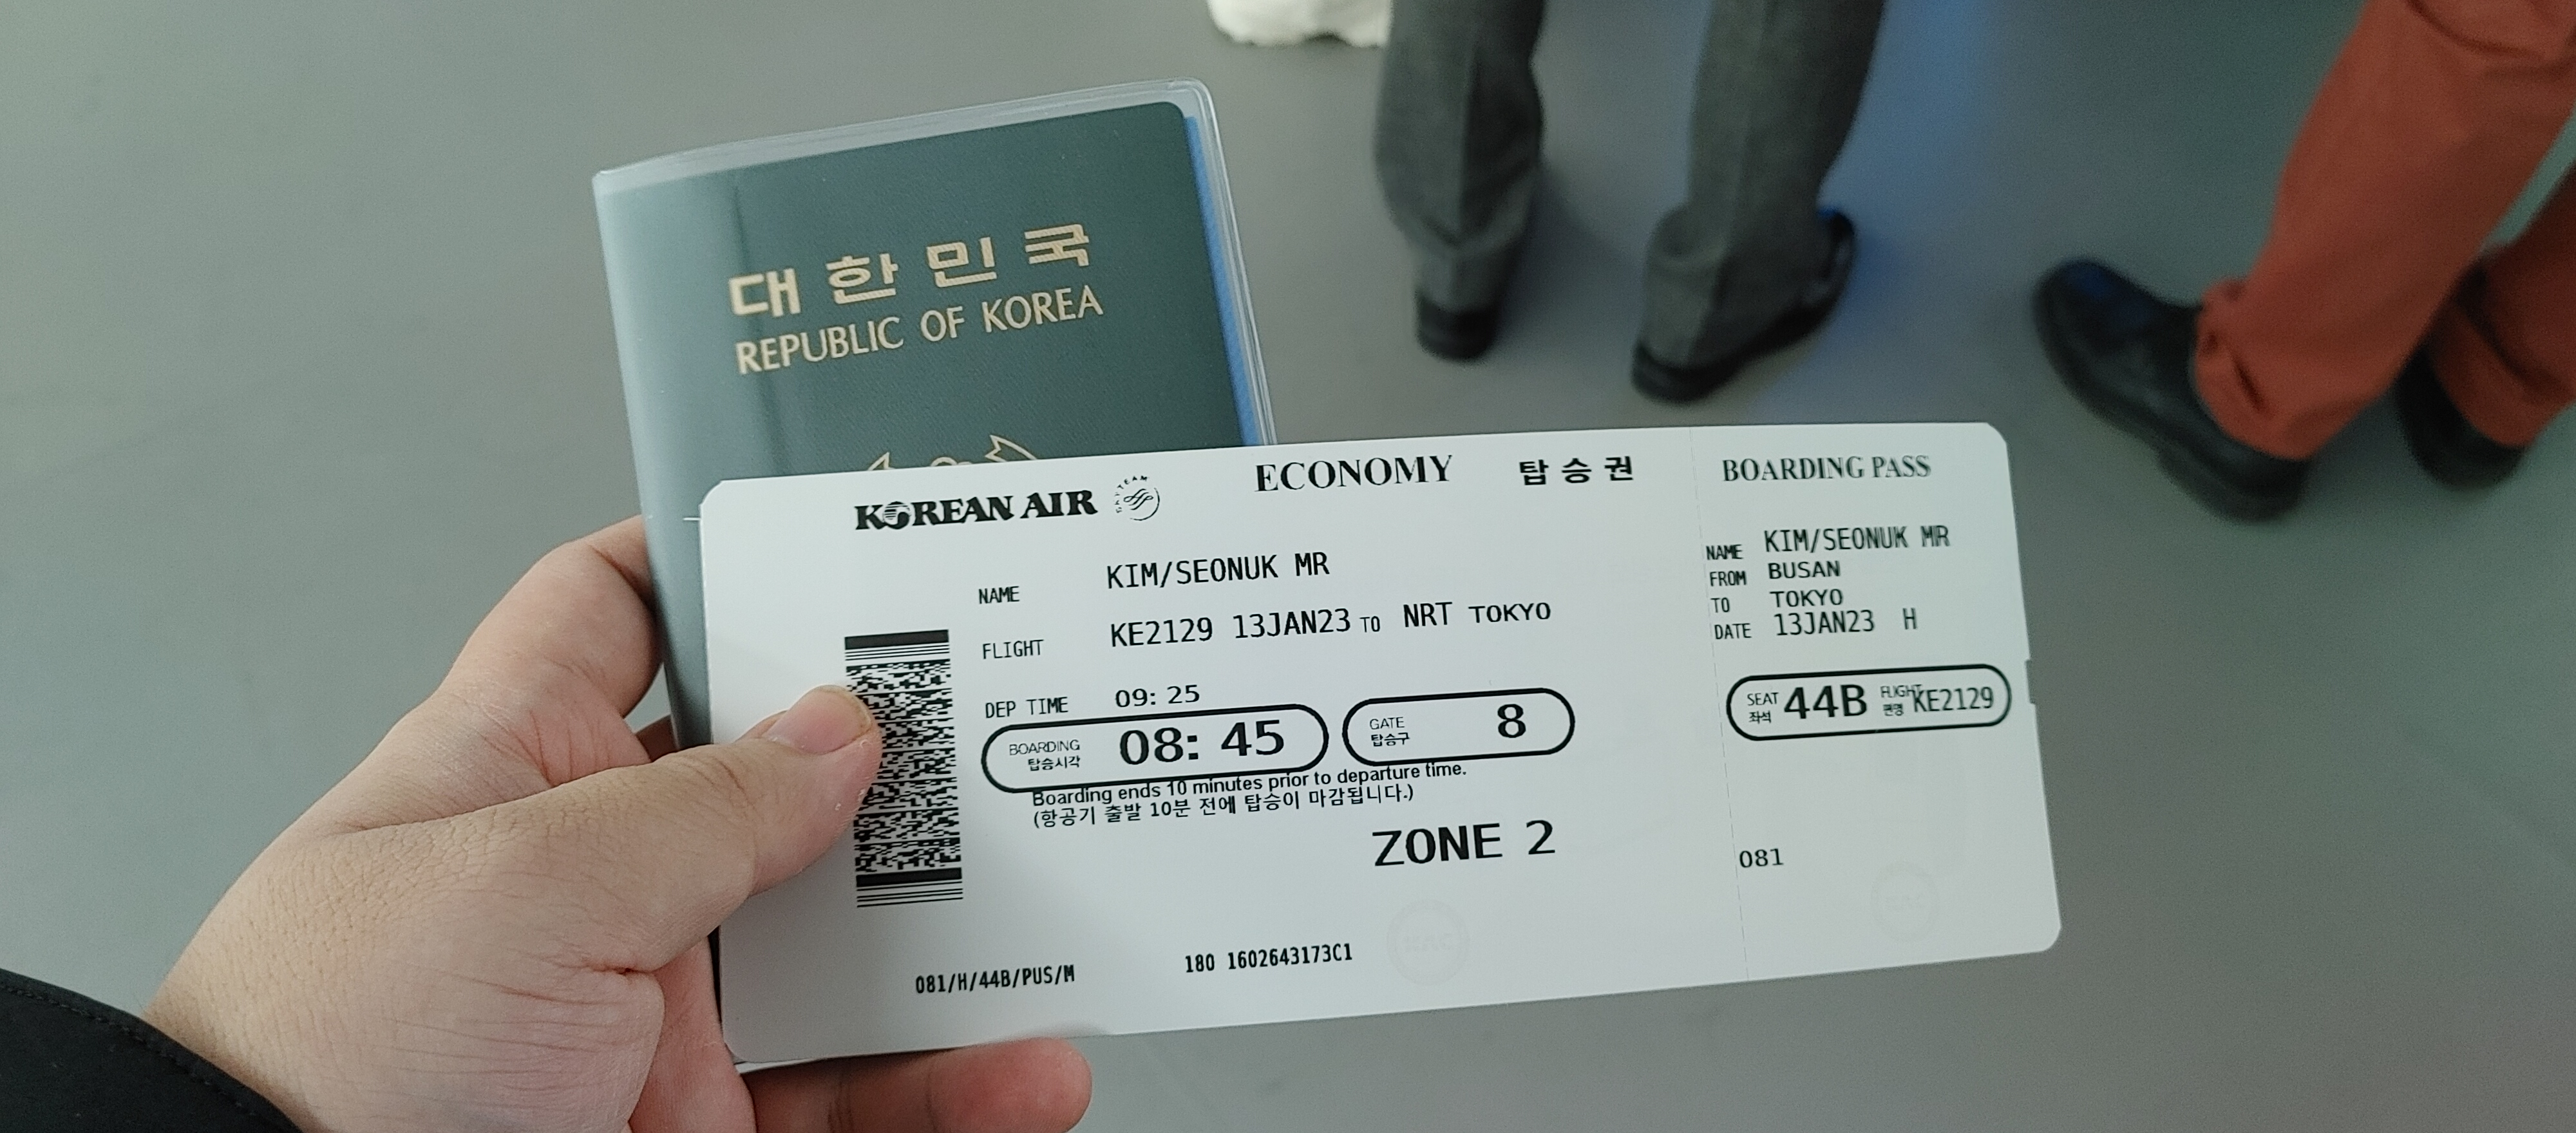 대한민국
REPUBLIC OF KOREA
KOREAN AIR SKYTEAM ECONOMY 탑승권
NAME KIM/SEONUK MR
FLIGHT KE2129 13JAN23 TO NRT TOKYO
DEP TIME 09: 25
BOARDING 탑승시각 08: 45 GATE 탑승구 8
Boarding ends 10 minutes prior to departure time.
(항공기 출발 10분 전에 탑승이 마감됩니다.)
ZONE 2
081/H/44B/PUS/M 180 1602643173C1
BOARDING PASS
NAME KIM/SEONUK MR
FROM BUSAN
TO TOKYO
DATE 13JAN23 H
SEAT 좌석 44B FLIGHT 편명 KE2129
081